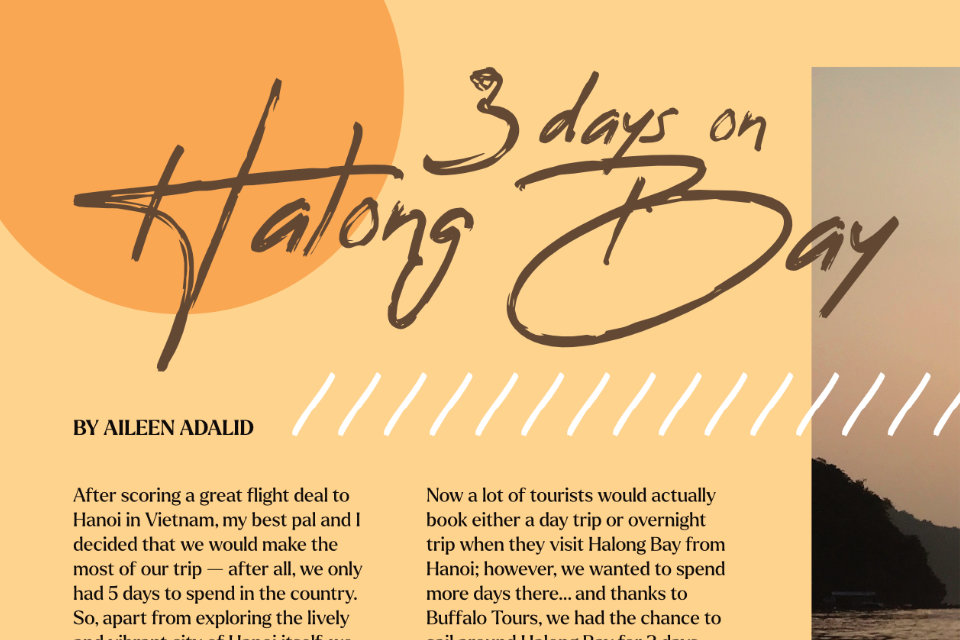 3 days on
Halong Bay
BY AILEEN ADALID
After scoring a great flight deal to
Hanoi in Vietnam, my best pal and I
decided that we would make the
most of our trip — after all, we only
had 5 days to spend in the country.
So, apart from exploring the lively
and vibrant city of Hanoi itself, we
Now a lot of tourists would actually
book either a day trip or overnight
trip when they visit Halong Bay from
Hanoi; however, we wanted to spend
more days there... and thanks to
Buffalo Tours, we had the chance to
sail around Halong Bay for 3 days